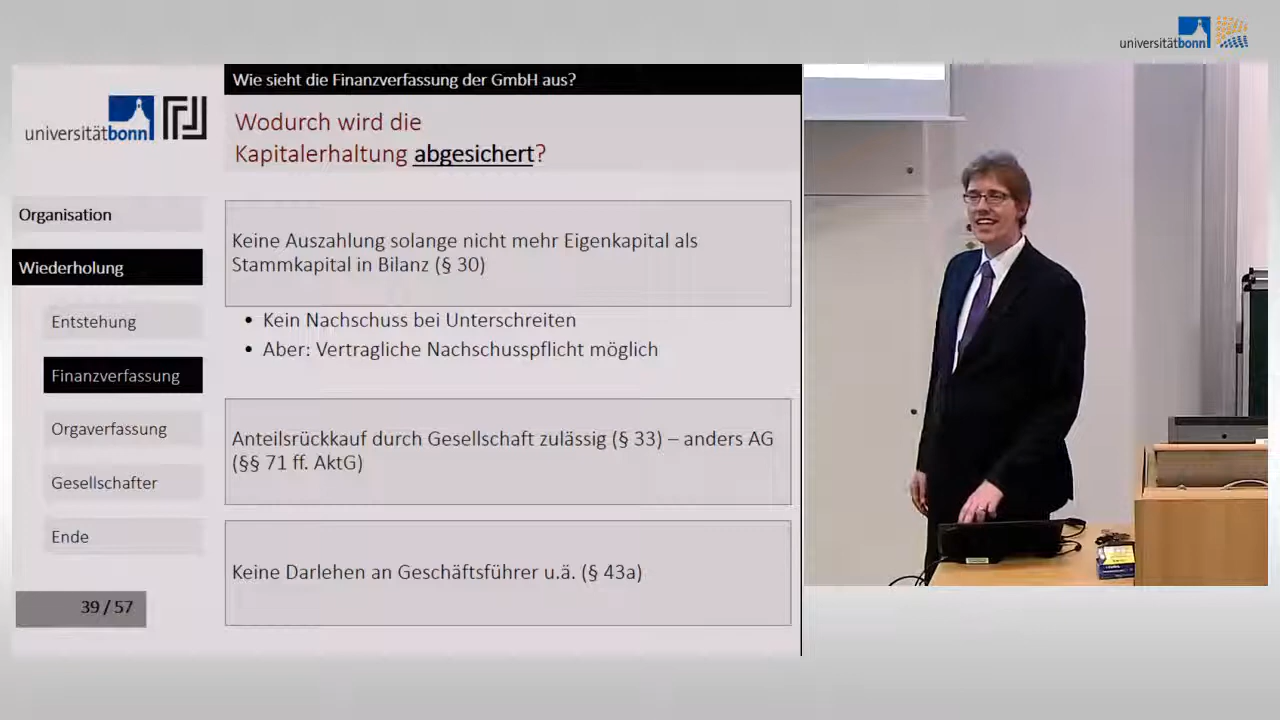 universitätbonn
Wie sieht die Finanzverfassung der GmbH aus?
universitätbonn
Wodurch wird die
Kapitalerhaltung abgesichert?
Organisation
Wiederholung
Entstehung
Finanzverfassung
Orgaverfassung
Gesellschafter
Ende
39 / 57
Keine Auszahlung solange nicht mehr Eigenkapital als
Stammkapital in Bilanz (§ 30)
• Kein Nachschuss bei Unterschreiten
• Aber: Vertragliche Nachschusspflicht möglich
Anteilsrückkauf durch Gesellschaft zulässig (§ 33) – anders AG
(§§ 71 ff. AktG)
Keine Darlehen an Geschäftsführer u.ä. (§ 43a)